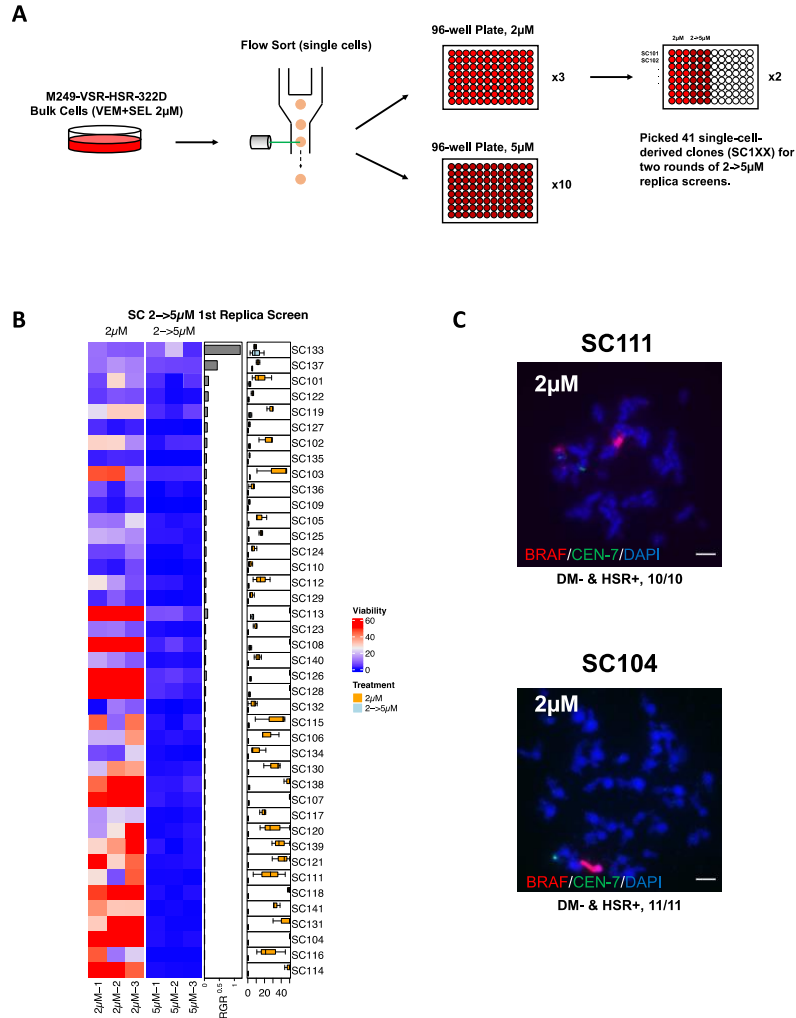 A
Flow Sort (single cells)
M249-VSR-HSR-322D
Bulk Cells (VEM+SEL 2µM)
96-well Plate, 2µM
x3
96-well Plate, 5µM
x10
2µM 2->5µM
SC101
SC102
.
.
.
x2
Picked 41 single-cell-
derived clones (SC1XX) for
two rounds of 2->5µM
replica screens.
B
SC 2->5µM 1st Replica Screen
2µM 2->5µM
SC133
SC137
SC101
SC122
SC119
SC127
SC102
SC135
SC103
SC136
SC109
SC105
SC125
SC124
SC110
SC112
SC129
SC113
SC123
SC108
SC140
SC126
SC128
SC132
SC115
SC106
SC134
SC130
SC138
SC107
SC117
SC120
SC139
SC121
SC111
SC118
SC141
SC131
SC104
SC116
SC114
2µM-1
2µM-2
2µM-3
5µM-1
5µM-2
5µM-3
0 0.5 1
RGR
0 20 40
Viability
60
40
20
0
Treatment
2µM
2->5µM
C
SC111
2µM
BRAF/CEN-7/DAPI
DM- & HSR+, 10/10
SC104
2µM
BRAF/CEN-7/DAPI
DM- & HSR+, 11/11